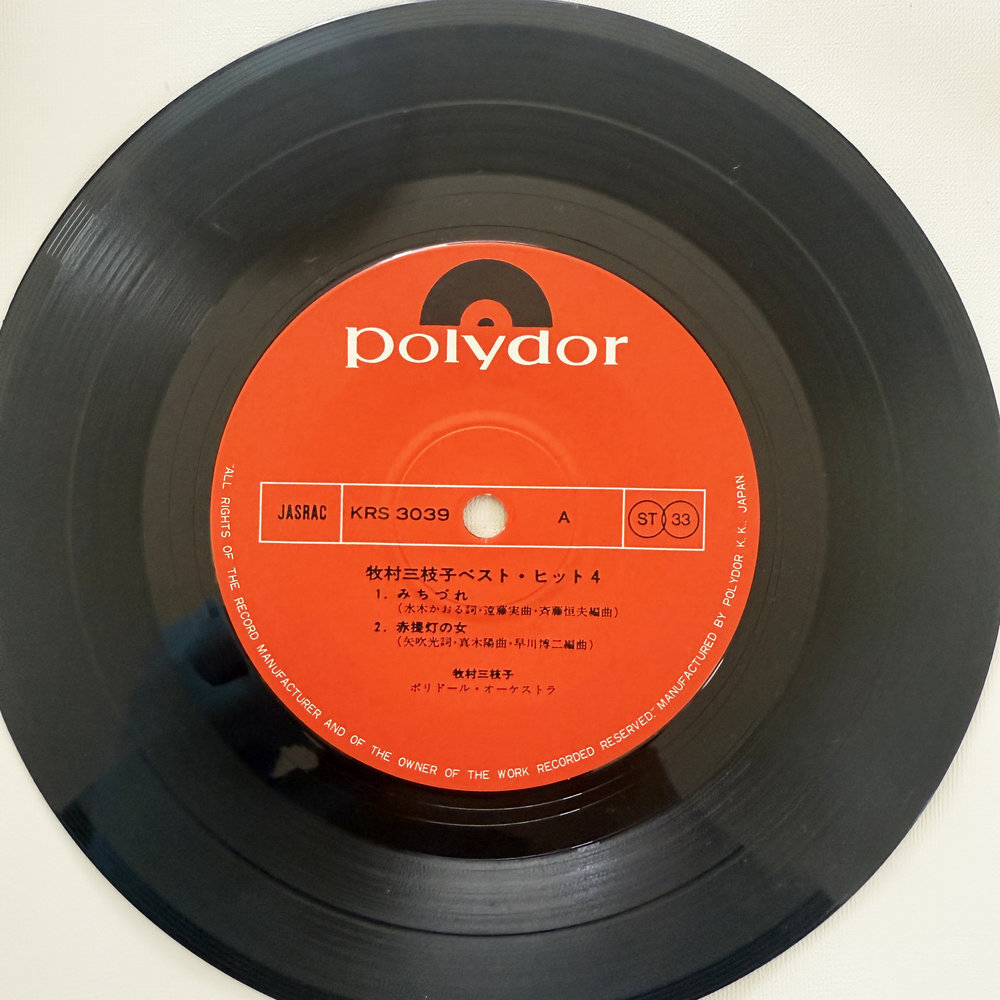 polydor
JASRAC KRS 3039 A ST 33
牧村三枝子ベスト・ヒット4
1. みちづれ
(水木かおる詞・遠藤実曲・斉藤恒夫編曲)
2. 赤提灯の女
(矢吹光詞・真木陽曲・早川博二編曲)
牧村三枝子
ポリドール・オーケストラ
"ALL RIGHTS OF THE RECORD MANUFACTURER AND OF THE OWNER OF THE WORK RECORDED RESERVED." MANUFACTURED BY POLYDOR K.K., JAPAN